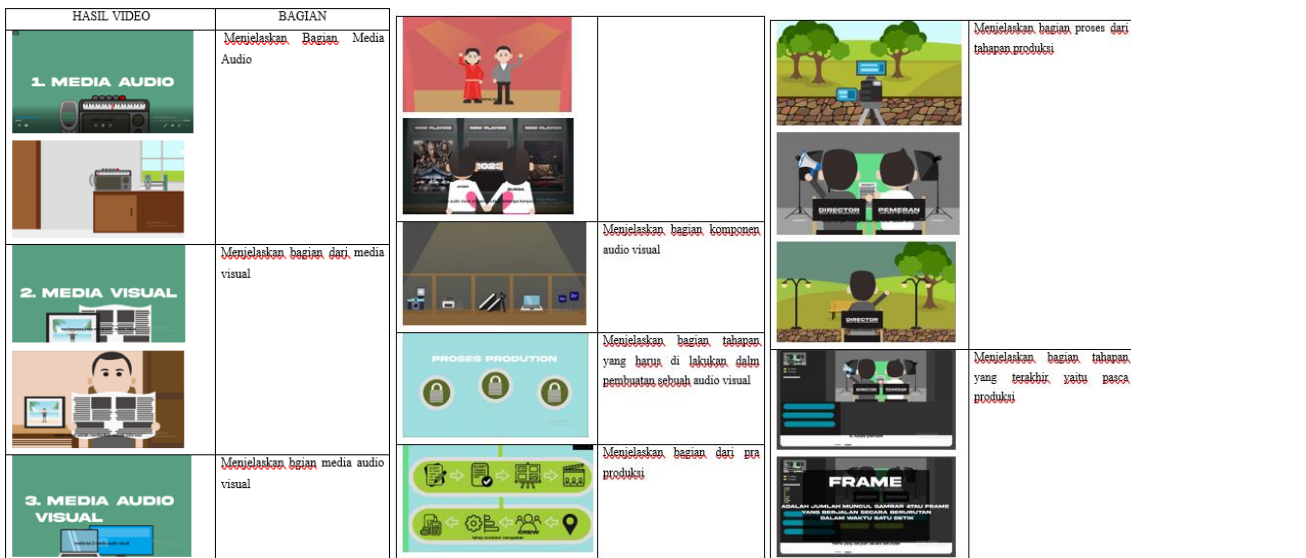 HASIL VIDEO
BAGIAN
1. MEDIA AUDIO
Menjelaskan Bagian Media
Audio
2. MEDIA VISUAL
Menjelaskan bagian dari media
visual
3. MEDIA AUDIO
VISUAL
Menjelaskan bgian media audio
visual
NOW PLAYING
NOW PLAYING
NOW PLAYING
2023
BUNGA
Menjelaskan bagian komponen
audio visual
PROSES PRODUTION
Menjelaskan bagian tahapan
yang harus di lakukan dalm
pembuatan sebuah audio visual
CREW
Menjelaskan bagian dari pra
produksi
Menjelaskan bagian proses dari
tahapan produksi
DIRECTOR
PEMERAN
DIRECTOR
Menjelaskan bagian tahapan
yang terakhir yaitu pasca
produksi
DIRECTOR
PEMERAN
FRAME
ADALAH JUMLAH MUNCUL GAMBAR ATAU FRAME
YANG BERJALAN SECARA BERURUTAN
DALAM WAKTU SATU DETIK